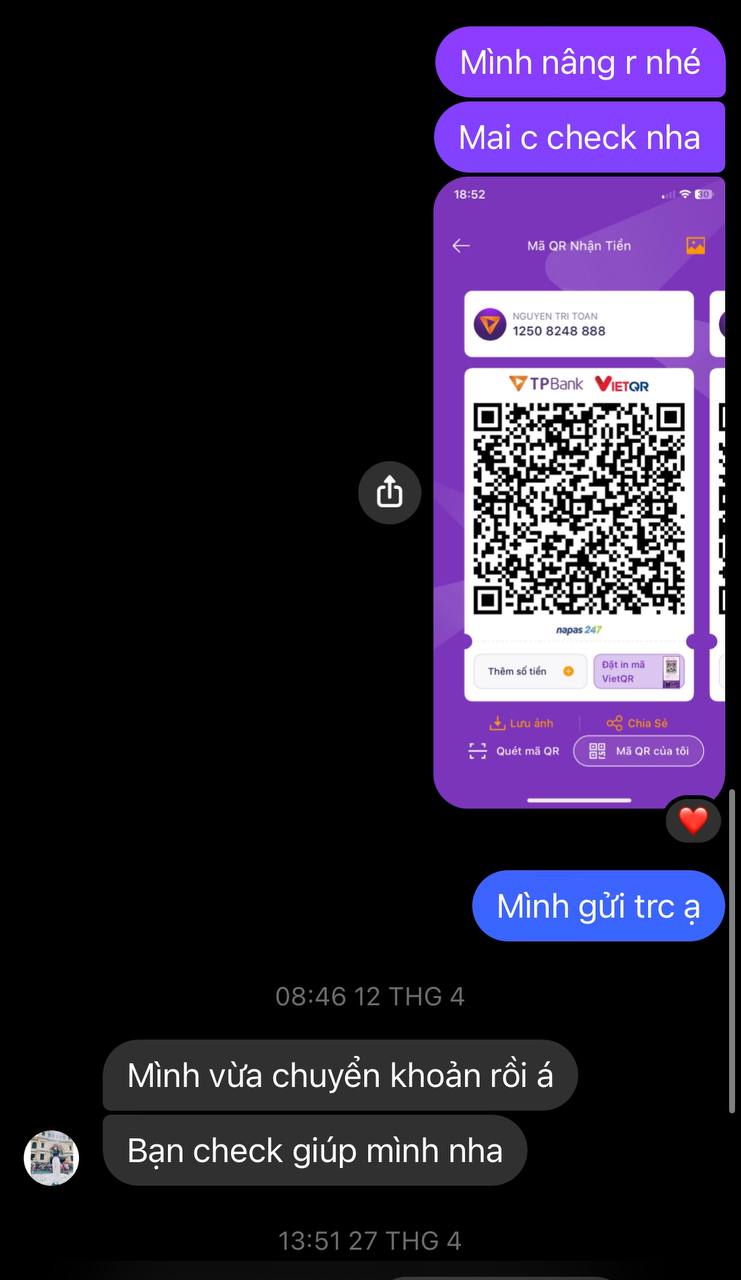 Mình nâng r nhé
Mai c check nha
18:52
30
Mã QR Nhận Tiền
NGUYEN TRI TOAN
1250 8248 888
TPBank VIETQR
napas 247
Thêm số tiền
Đặt in mã
VietQR
Lưu ảnh
Chia Sẻ
Quét mã QR
Mã QR của tôi
Mình gửi trc ạ
08:46 12 THG 4
Mình vừa chuyển khoản rồi á
Bạn check giúp mình nha
13:51 27 THG 4